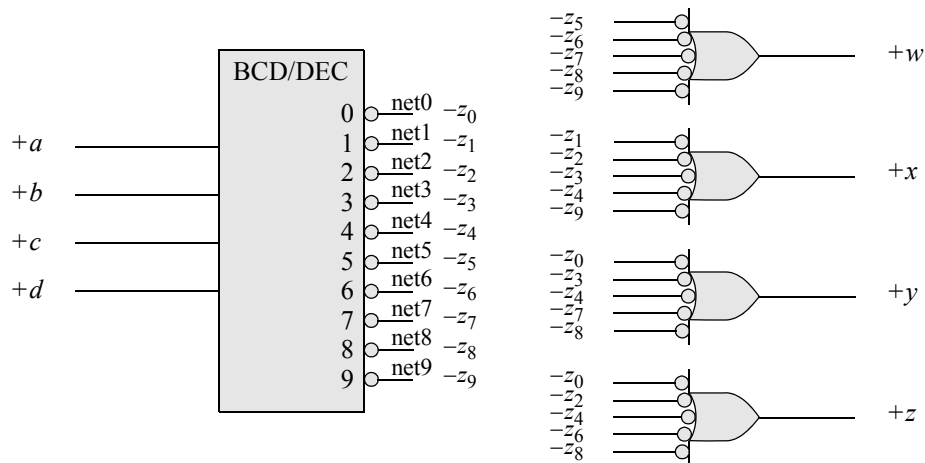 BCD/DEC
+a
+b
+c
+d
0 net0 −z0
1 net1 −z1
2 net2 −z2
3 net3 −z3
4 net4 −z4
5 net5 −z5
6 net6 −z6
7 net7 −z7
8 net8 −z8
9 net9 −z9
−z5
−z6
−z7
−z8
−z9
+w
−z1
−z2
−z3
−z4
−z9
+x
−z0
−z3
−z4
−z7
−z8
+y
−z0
−z2
−z4
−z6
−z8
+z